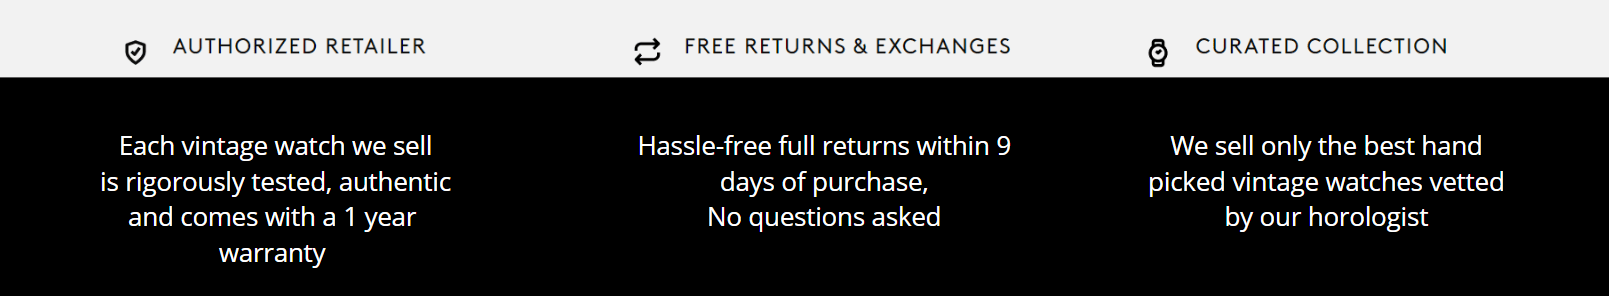 AUTHORIZED RETAILER
FREE RETURNS & EXCHANGES
CURATED COLLECTION
Each vintage watch we sell
is rigorously tested, authentic
and comes with a 1 year
warranty
Hassle-free full returns within 9
days of purchase,
No questions asked
We sell only the best hand
picked vintage watches vetted
by our horologist